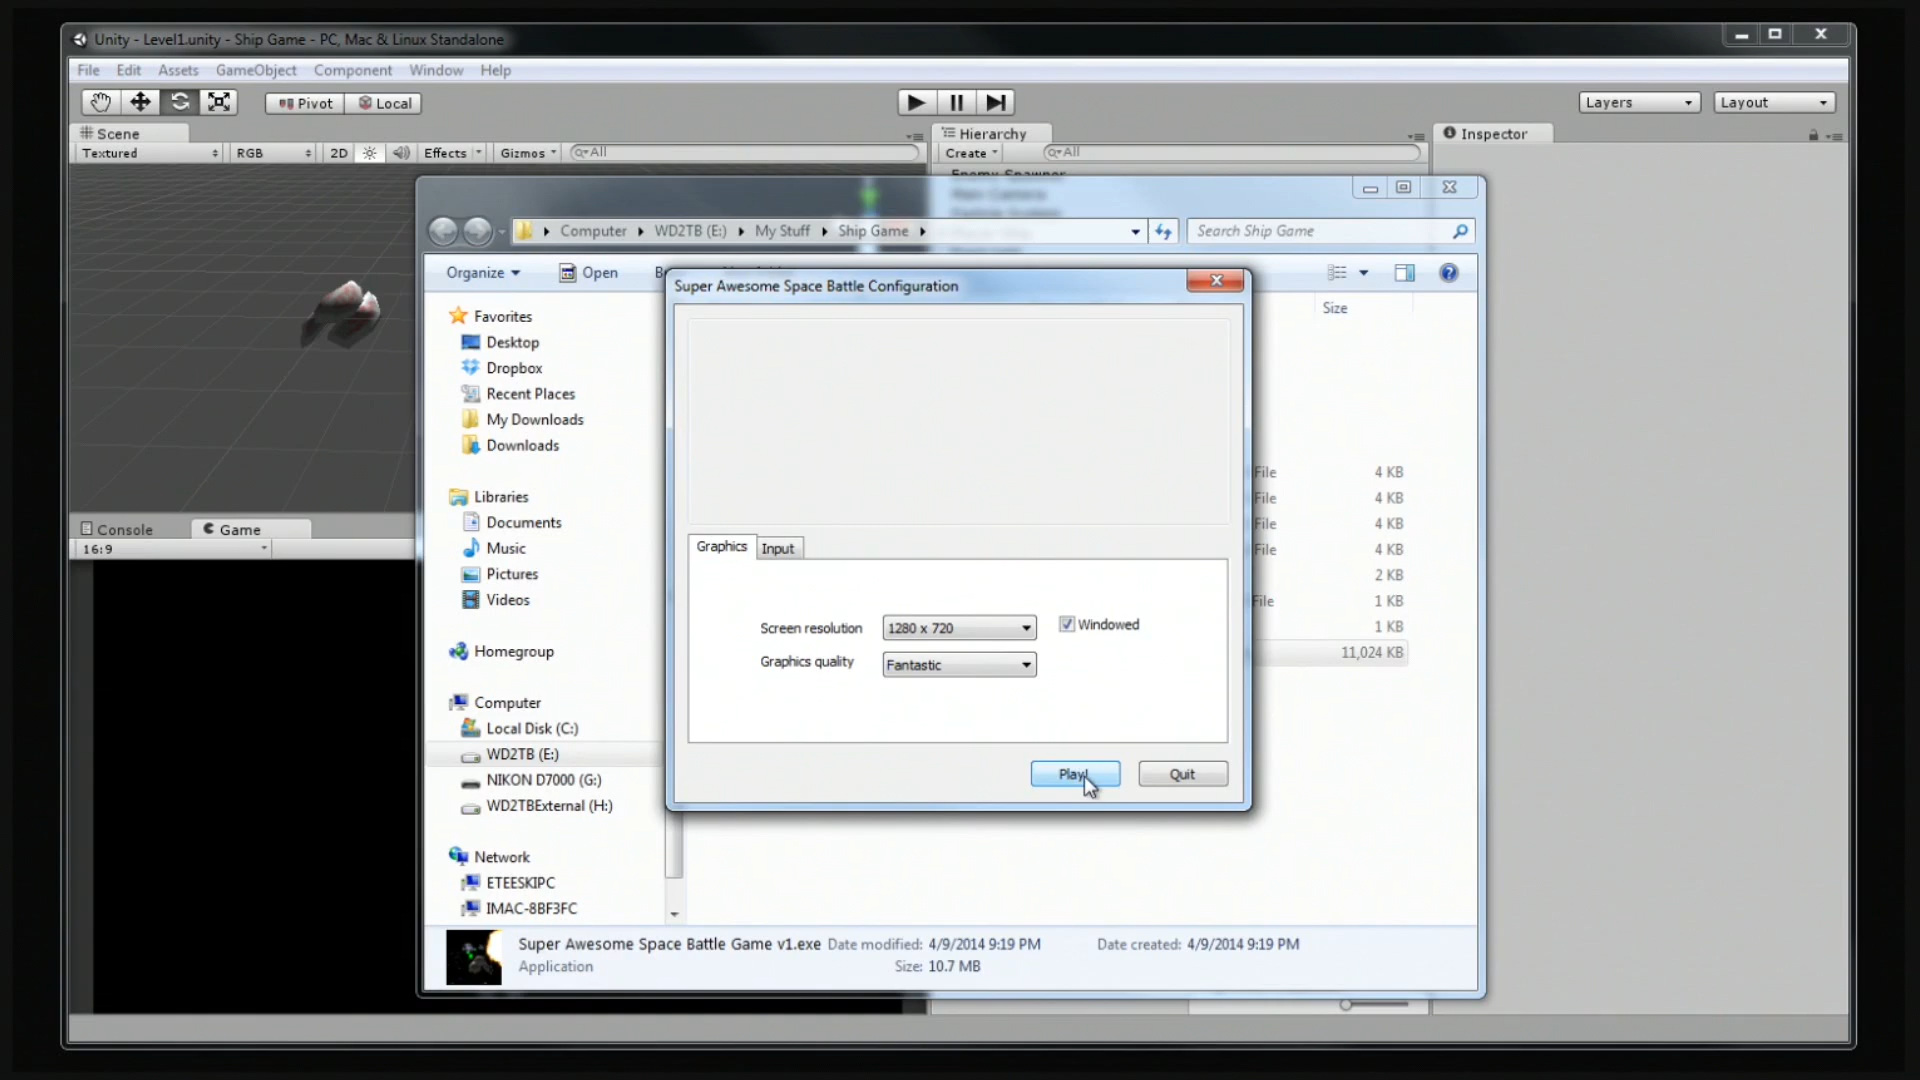 Unity - Level1.unity - Ship Game - PC, Mac & Linux Standalone
File Edit Assets GameObject Component Window Help
Pivot Local Layers Layout
Scene Hierarchy Inspector
Textured RGB 2D Effects Gizmos All Create All
Enemy Spawner
Main Camera
Computer WD2TB (E:) My Stuff Ship Game Search Ship Game
Organize Open
Super Awesome Space Battle Configuration
Size
Favorites
Desktop
Dropbox
Recent Places
My Downloads
Downloads
File 4 KB
File 4 KB
File 4 KB
File 4 KB
2 KB
File 1 KB
1 KB
11,024 KB
Libraries
Documents
Music
Pictures
Videos
Console Game
16:9
Graphics Input
Screen resolution 1280 x 720 Windowed
Graphics quality Fantastic
Play! Quit
Homegroup
Computer
Local Disk (C:)
WD2TB (E:)
NIKON D7000 (G:)
WD2TBExternal (H:)
Network
ETEESKIPC
IMAC-8BF3FC
Super Awesome Space Battle Game v1.exe Date modified: 4/9/2014 9:19 PM Date created: 4/9/2014 9:19 PM
Application Size: 10.7 MB